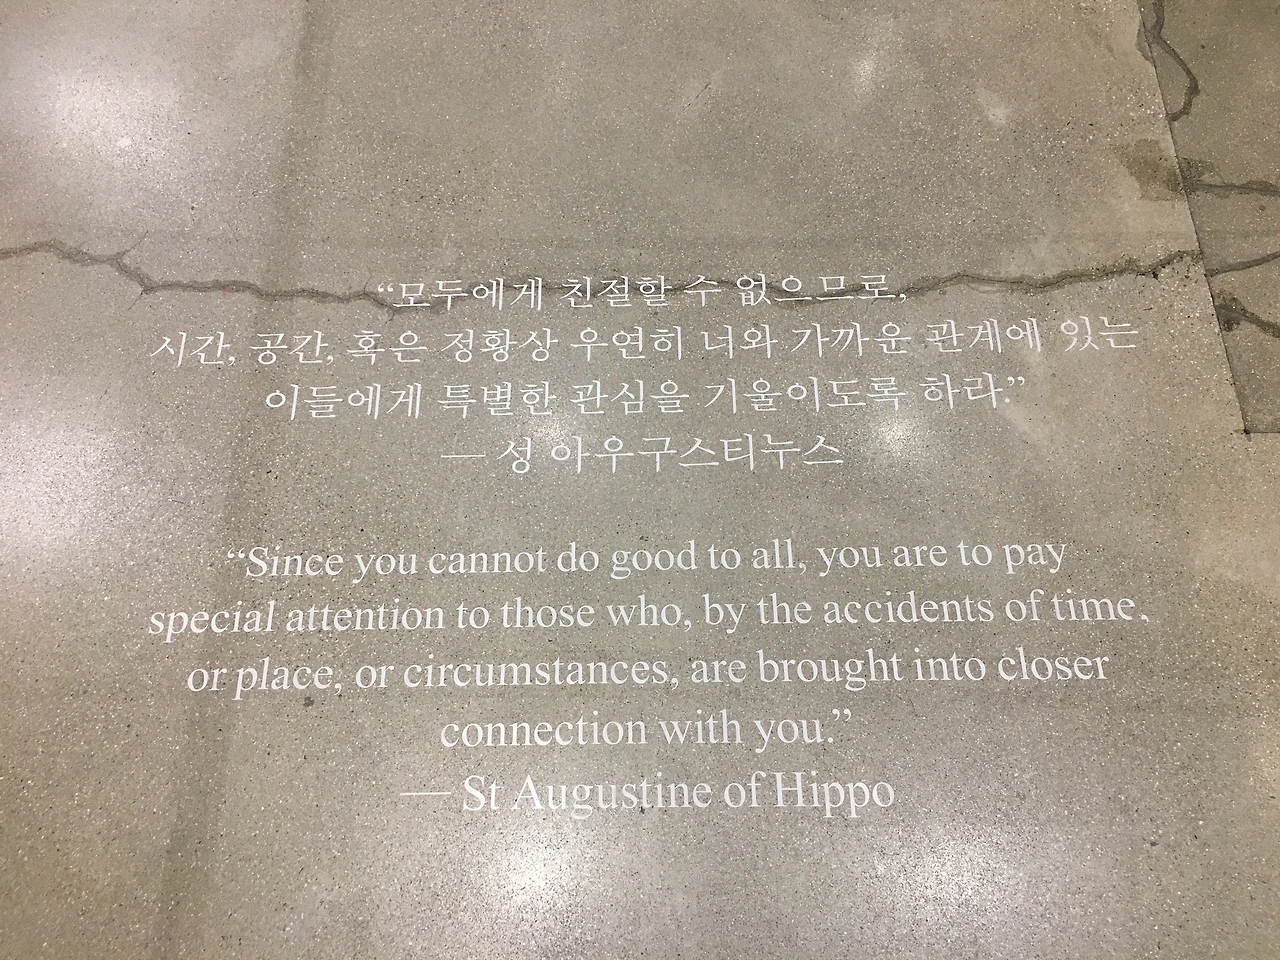 “모두에게 친절할 수 없으므로,
시간, 공간, 혹은 정황상 우연히 너와 가까운 관계에 있는
이들에게 특별한 관심을 기울이도록 하라.”
— 성 아우구스티누스
“Since you cannot do good to all, you are to pay
special attention to those who, by the accidents of time,
or place, or circumstances, are brought into closer
connection with you.”
— St Augustine of Hippo